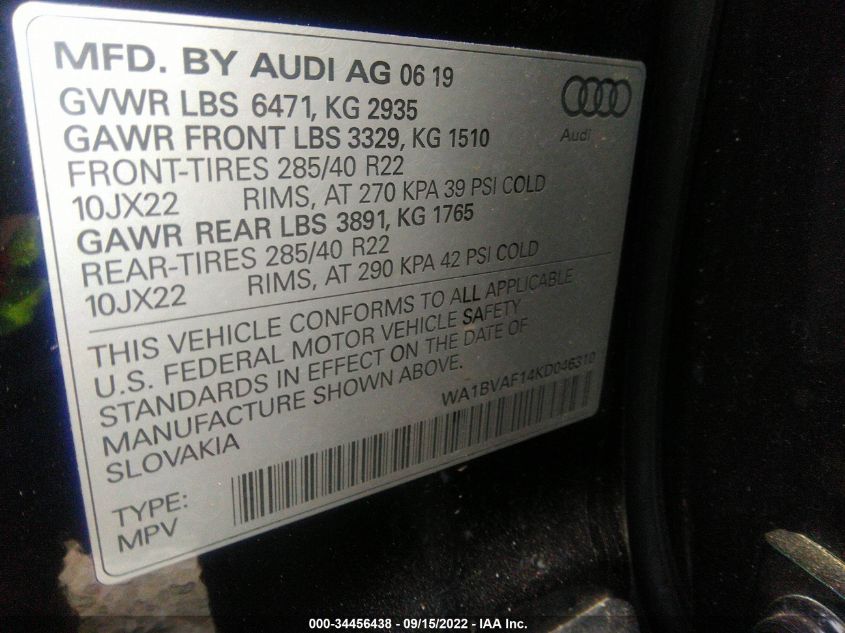 MFD. BY AUDI AG 06 19
GVWR LBS 6471, KG 2935
GAWR FRONT LBS 3329, KG 1510
FRONT-TIRES 285/40 R22
10JX22 RIMS, AT 270 KPA 39 PSI COLD
GAWR REAR LBS 3891, KG 1765
REAR-TIRES 285/40 R22
10JX22 RIMS, AT 290 KPA 42 PSI COLD
Audi
THIS VEHICLE CONFORMS TO ALL APPLICABLE
U.S. FEDERAL MOTOR VEHICLE SAFETY
STANDARDS IN EFFECT ON THE DATE OF
MANUFACTURE SHOWN ABOVE.
SLOVAKIA
WA1BVAF14KD046310
TYPE:
MPV
000-34456438 - 09/15/2022 - IAA Inc.